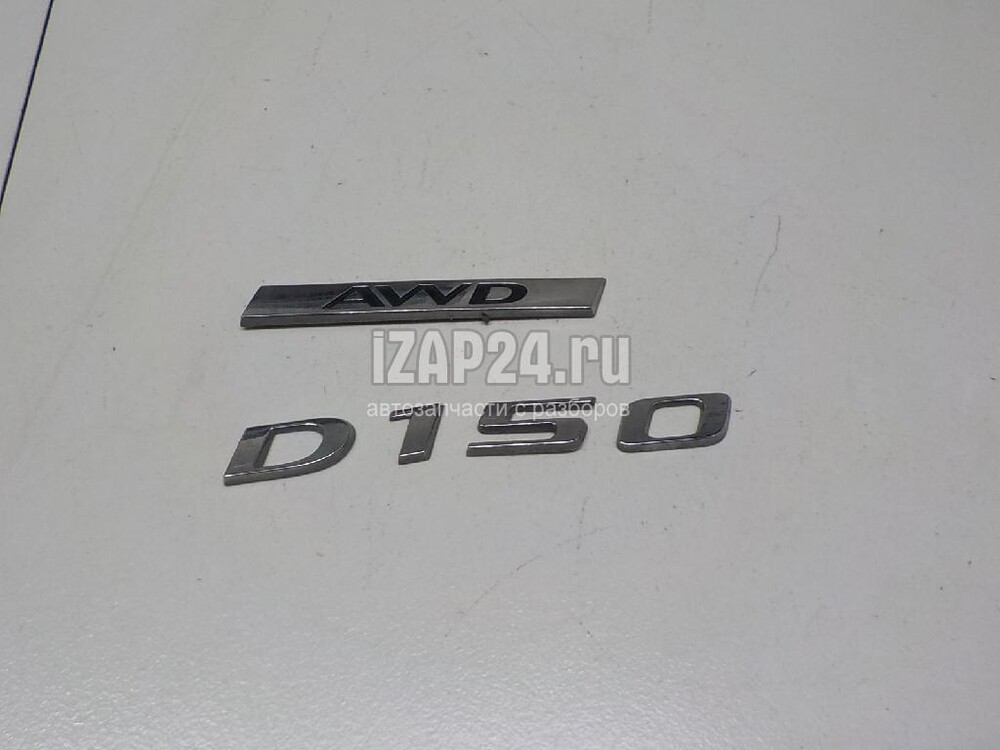 AWD
iZAP24.ru
автозапчасти с разборов
D150